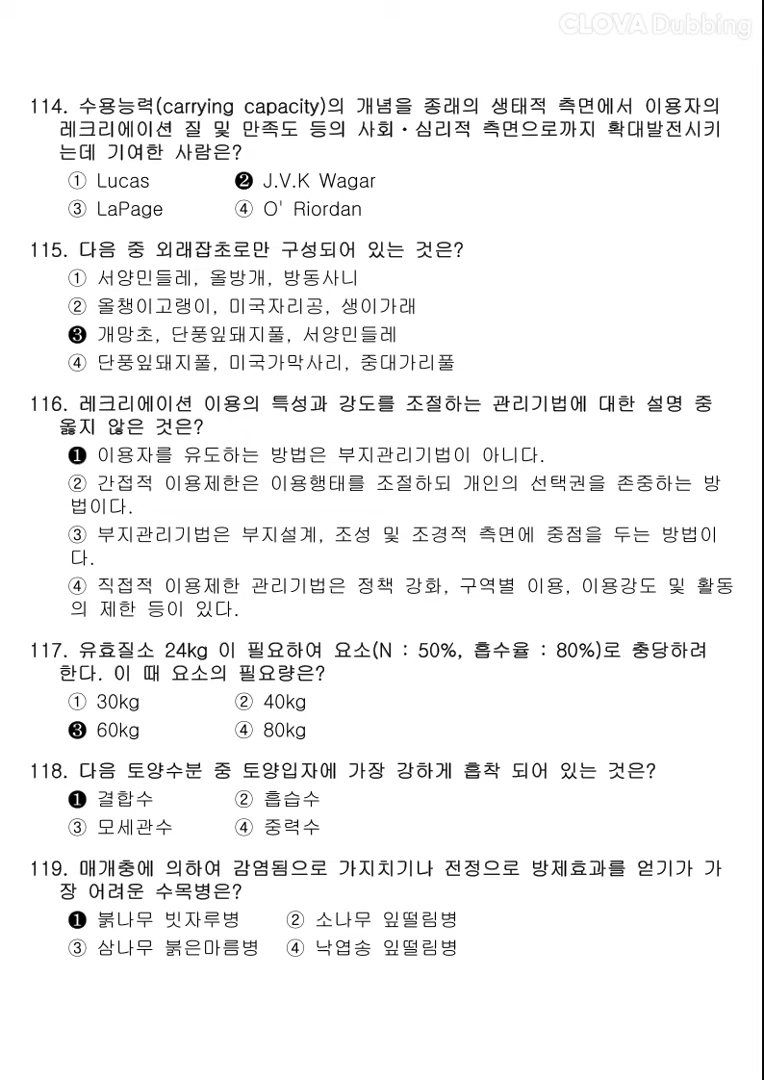 CLOVA Dubbing
114. 수용능력(carrying capacity)의 개념을 종래의 생태적 측면에서 이용자의
레크리에이션 질 및 만족도 등의 사회·심리적 측면으로까지 확대발전시키
는데 기여한 사람은?
① Lucas ❷ J.V.K Wagar
③ LaPage ④ O' Riordan
115. 다음 중 외래잡초로만 구성되어 있는 것은?
① 서양민들레, 올방개, 방동사니
② 올챙이고랭이, 미국자리공, 생이가래
❸ 개망초, 단풍잎돼지풀, 서양민들레
④ 단풍잎돼지풀, 미국가막사리, 중대가리풀
116. 레크리에이션 이용의 특성과 강도를 조절하는 관리기법에 대한 설명 중
옳지 않은 것은?
❶ 이용자를 유도하는 방법은 부지관리기법이 아니다.
② 간접적 이용제한은 이용행태를 조절하되 개인의 선택권을 존중하는 방
법이다.
③ 부지관리기법은 부지설계, 조성 및 조경적 측면에 중점을 두는 방법이
다.
④ 직접적 이용제한 관리기법은 정책 강화, 구역별 이용, 이용강도 및 활동
의 제한 등이 있다.
117. 유효질소 24kg 이 필요하여 요소(N : 50%, 흡수율 : 80%)로 충당하려
한다. 이 때 요소의 필요량은?
① 30kg ② 40kg
❸ 60kg ④ 80kg
118. 다음 토양수분 중 토양입자에 가장 강하게 흡착 되어 있는 것은?
❶ 결합수 ② 흡습수
③ 모세관수 ④ 중력수
119. 매개충에 의하여 감염됨으로 가지치기나 전정으로 방제효과를 얻기가 가
장 어려운 수목병은?
❶ 붉나무 빗자루병 ② 소나무 잎떨림병
③ 삼나무 붉은마름병 ④ 낙엽송 잎떨림병